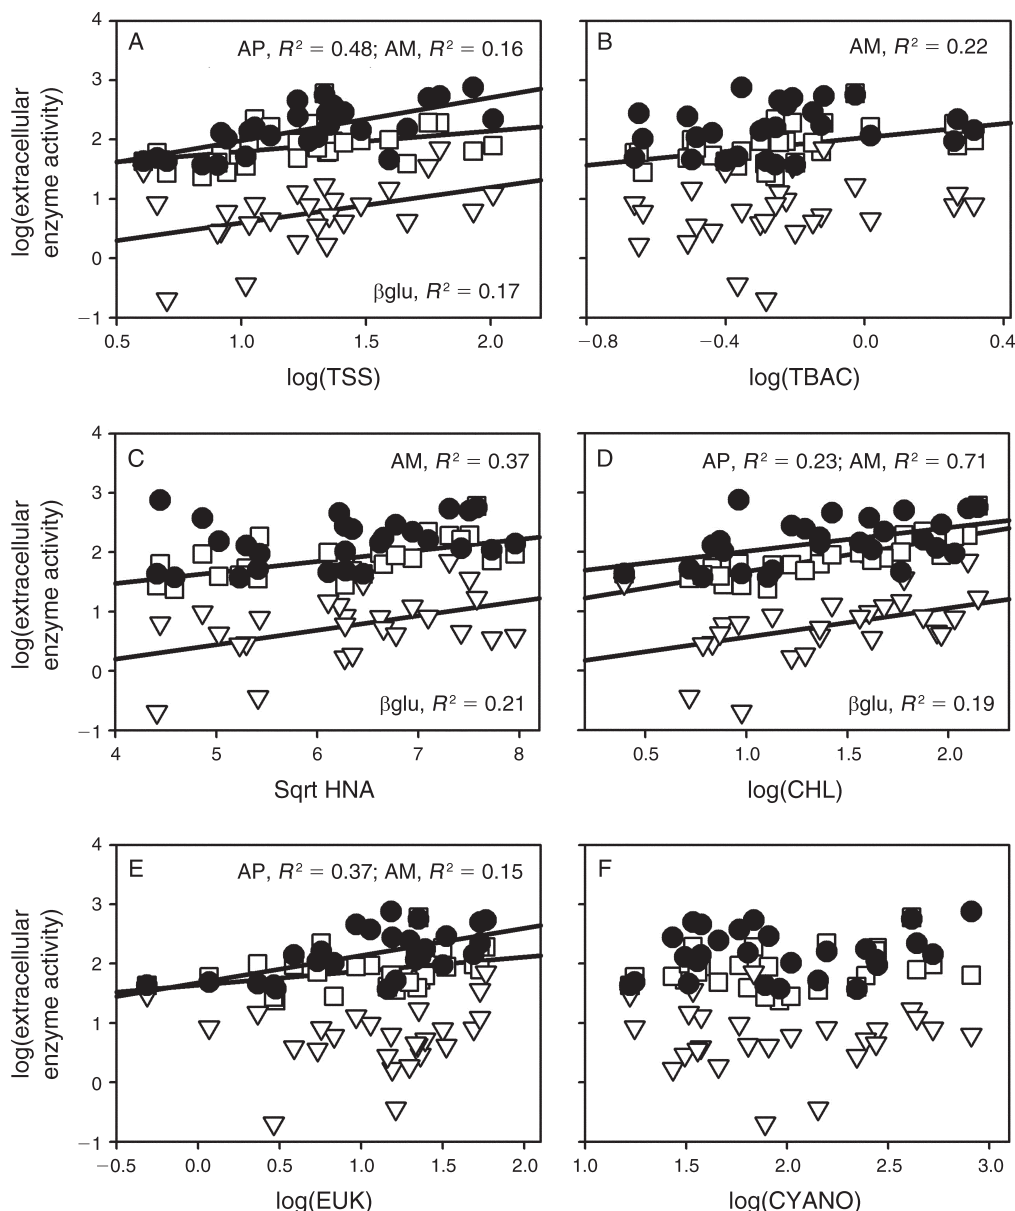 A
AP, R² = 0.48; AM, R² = 0.16
βglu, R² = 0.17
4
3
2
1
0
−1
0.5
1.0
1.5
2.0
log(TSS)
log(extracellular
enzyme activity)
B
AM, R² = 0.22
−0.8
−0.4
0.0
0.4
log(TBAC)
C
AM, R² = 0.37
βglu, R² = 0.21
4
3
2
1
0
−1
4
5
6
7
8
Sqrt HNA
log(extracellular
enzyme activity)
D
AP, R² = 0.23; AM, R² = 0.71
βglu, R² = 0.19
0.5
1.0
1.5
2.0
log(CHL)
E
AP, R² = 0.37; AM, R² = 0.15
4
3
2
1
0
−1
−0.5
0.0
0.5
1.0
1.5
2.0
log(EUK)
log(extracellular
enzyme activity)
F
1.0
1.5
2.0
2.5
3.0
log(CYANO)